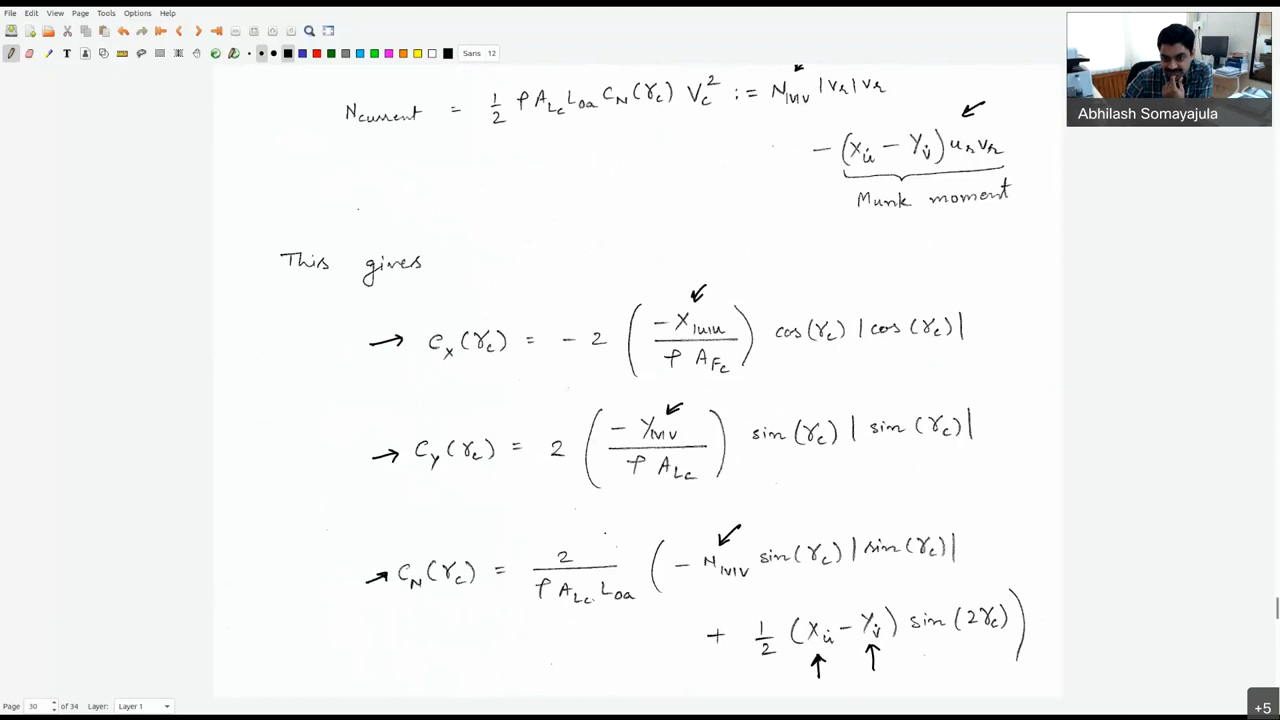 File Edit View Page Tools Options Help
Sans 12
N_current = 1/2 ρ A_Lc L_oa C_N(γ_c) V_c^2 := N_|v|v |v_r|v_r
- (X_u̇ - Y_v̇) u_r v_r
Munk moment
This gives
→ C_X(γ_c) = - 2 ( -X_|u|u / ρ A_Fc ) cos(γ_c) |cos(γ_c)|
→ C_Y(γ_c) = 2 ( -Y_|v|v / ρ A_Lc ) sin(γ_c) | sin(γ_c)|
→ C_N(γ_c) = 2 / ρ A_Lc L_oa ( - N_|v|v sin(γ_c) |sin(γ_c)|
+ 1/2 (X_u̇ - Y_v̇) sin(2γ_c) )
Abhilash Somayajula
Page 30 of 34 Layer: Layer 1
+5